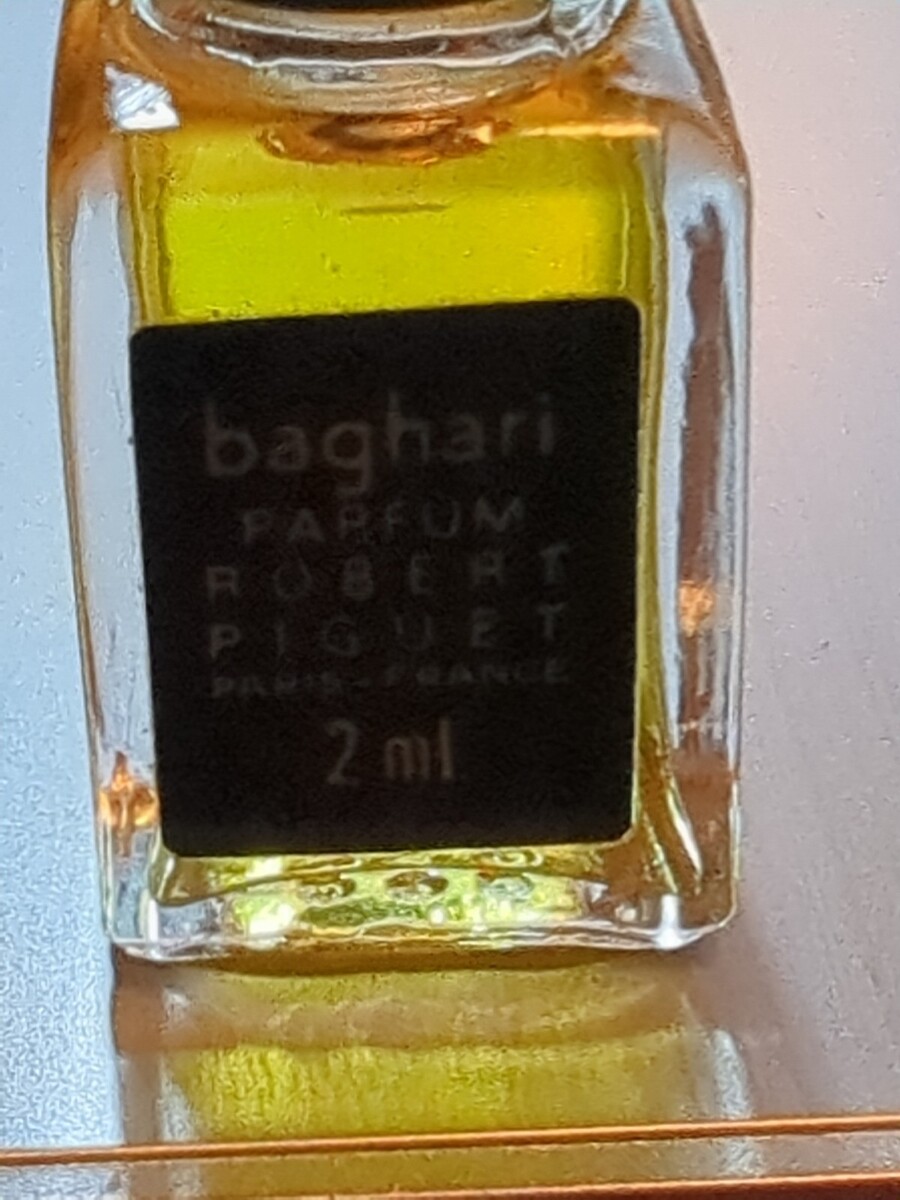 baghari
PARFUM
ROBERT
PIGUET
PARIS-FRANCE
2 ml